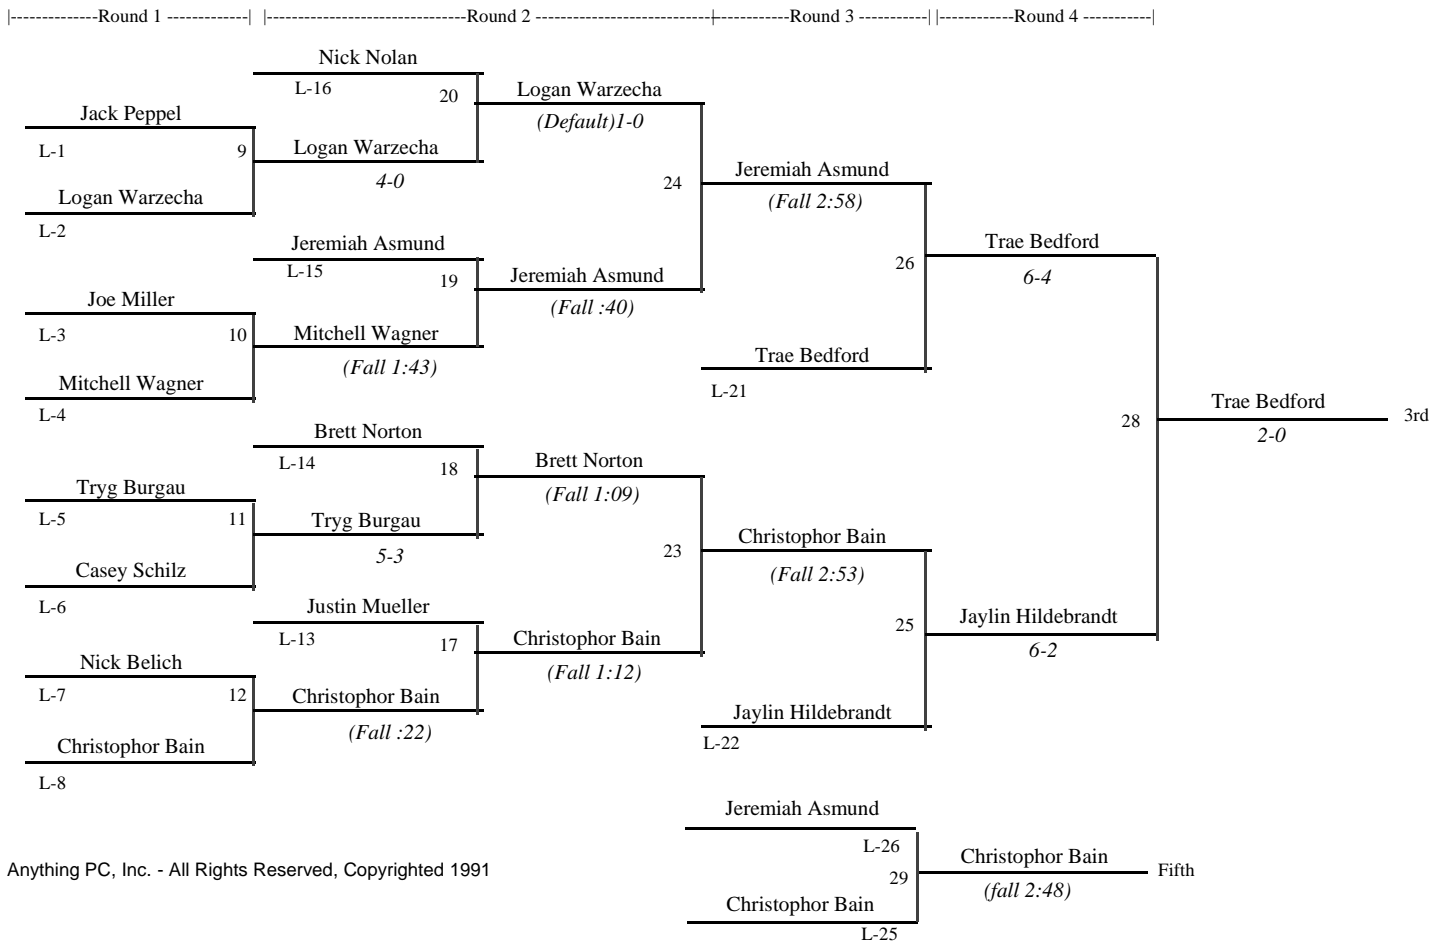 |--------------Round 1 -------------| |-------------------------------Round 2 ---------------------------+-----------Round 3 -----------| |-----------Round 4 -----------|
Nick Nolan
L-16
20
Logan Warzecha
(Default)1-0
Jack Peppel
L-1
9
Logan Warzecha
4-0
24
Jeremiah Asmund
(Fall 2:58)
Logan Warzecha
L-2
Jeremiah Asmund
L-15
19
Jeremiah Asmund
(Fall :40)
26
Trae Bedford
6-4
Joe Miller
L-3
10
Mitchell Wagner
(Fall 1:43)
Trae Bedford
L-21
Mitchell Wagner
L-4
28
Trae Bedford
2-0
3rd
Brett Norton
L-14
18
Brett Norton
(Fall 1:09)
Tryg Burgau
L-5
11
Tryg Burgau
5-3
23
Christophor Bain
(Fall 2:53)
Casey Schilz
L-6
Justin Mueller
L-13
17
Christophor Bain
(Fall 1:12)
25
Jaylin Hildebrandt
6-2
Nick Belich
L-7
12
Christophor Bain
(Fall :22)
Jaylin Hildebrandt
L-22
Christophor Bain
L-8
Jeremiah Asmund
L-26
29
Christophor Bain
(fall 2:48)
Fifth
Christophor Bain
L-25
Anything PC, Inc. - All Rights Reserved, Copyrighted 1991